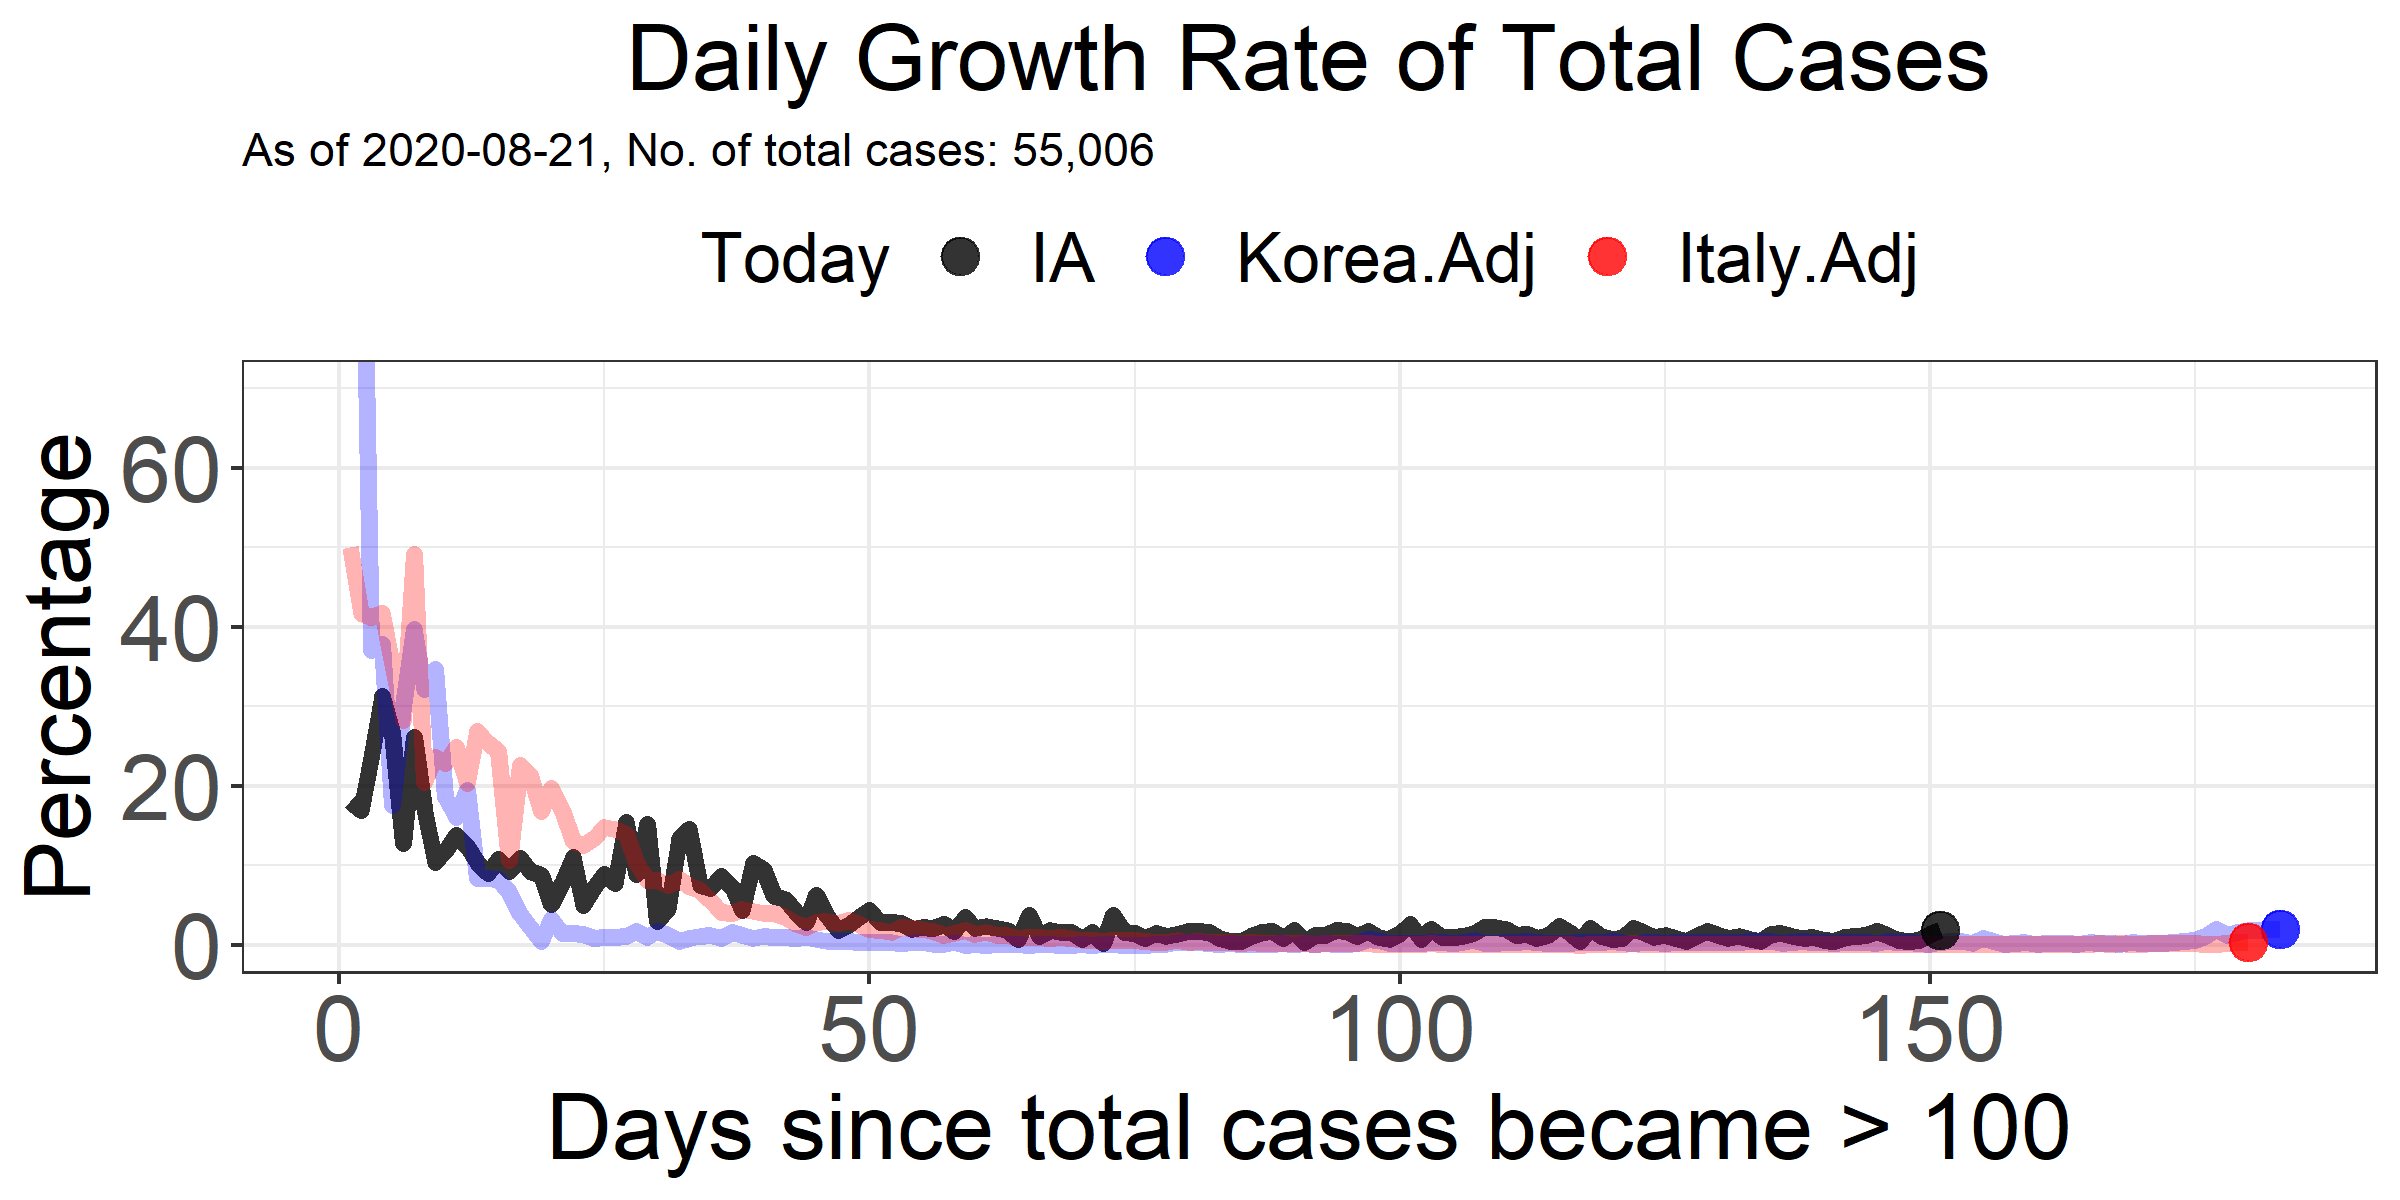 Daily Growth Rate of Total Cases
As of 2020-08-21, No. of total cases: 55,006
Today IA Korea.Adj Italy.Adj
Percentage
60
40
20
0
0 50 100 150
Days since total cases became > 100